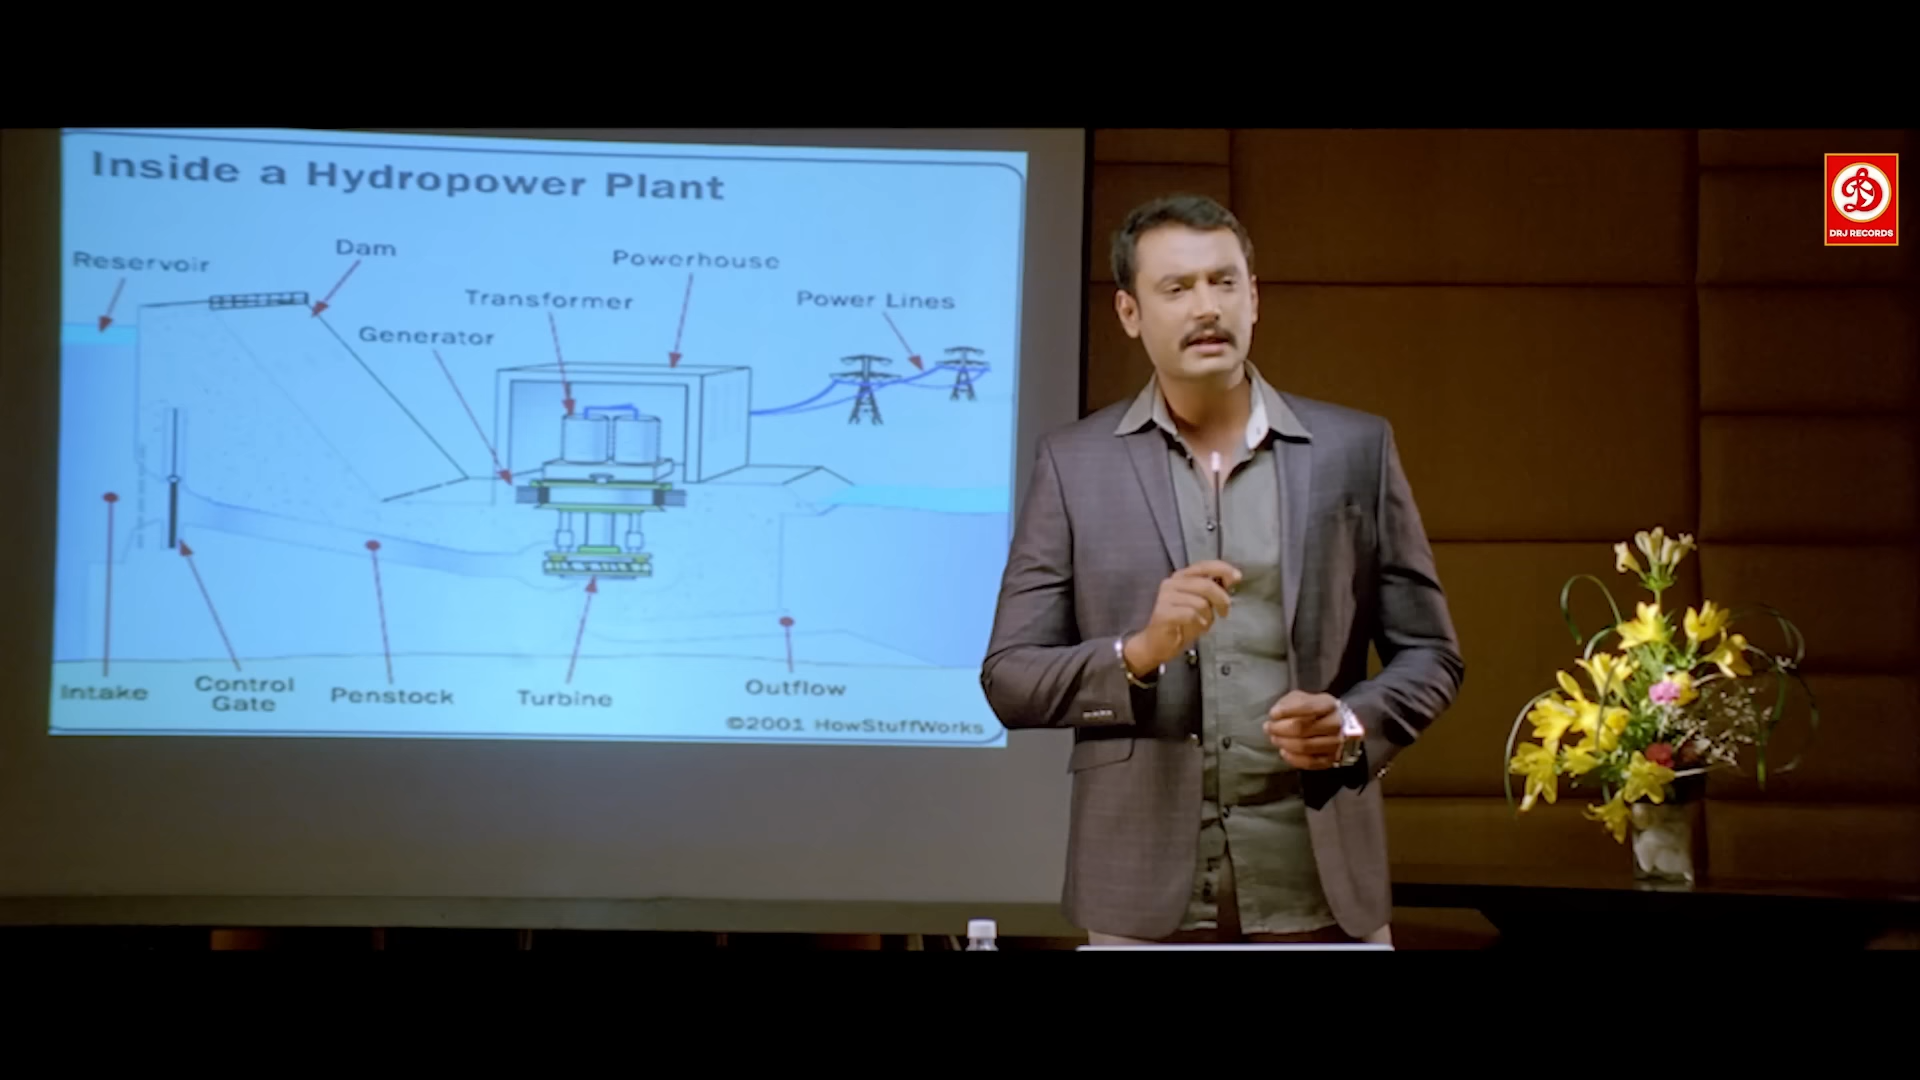 Inside a Hydropower Plant
Reservoir
Dam
Powerhouse
Transformer
Power Lines
Generator
Intake
Control
Gate
Penstock
Turbine
Outflow
©2001 HowStuffWorks
DRJ RECORDS